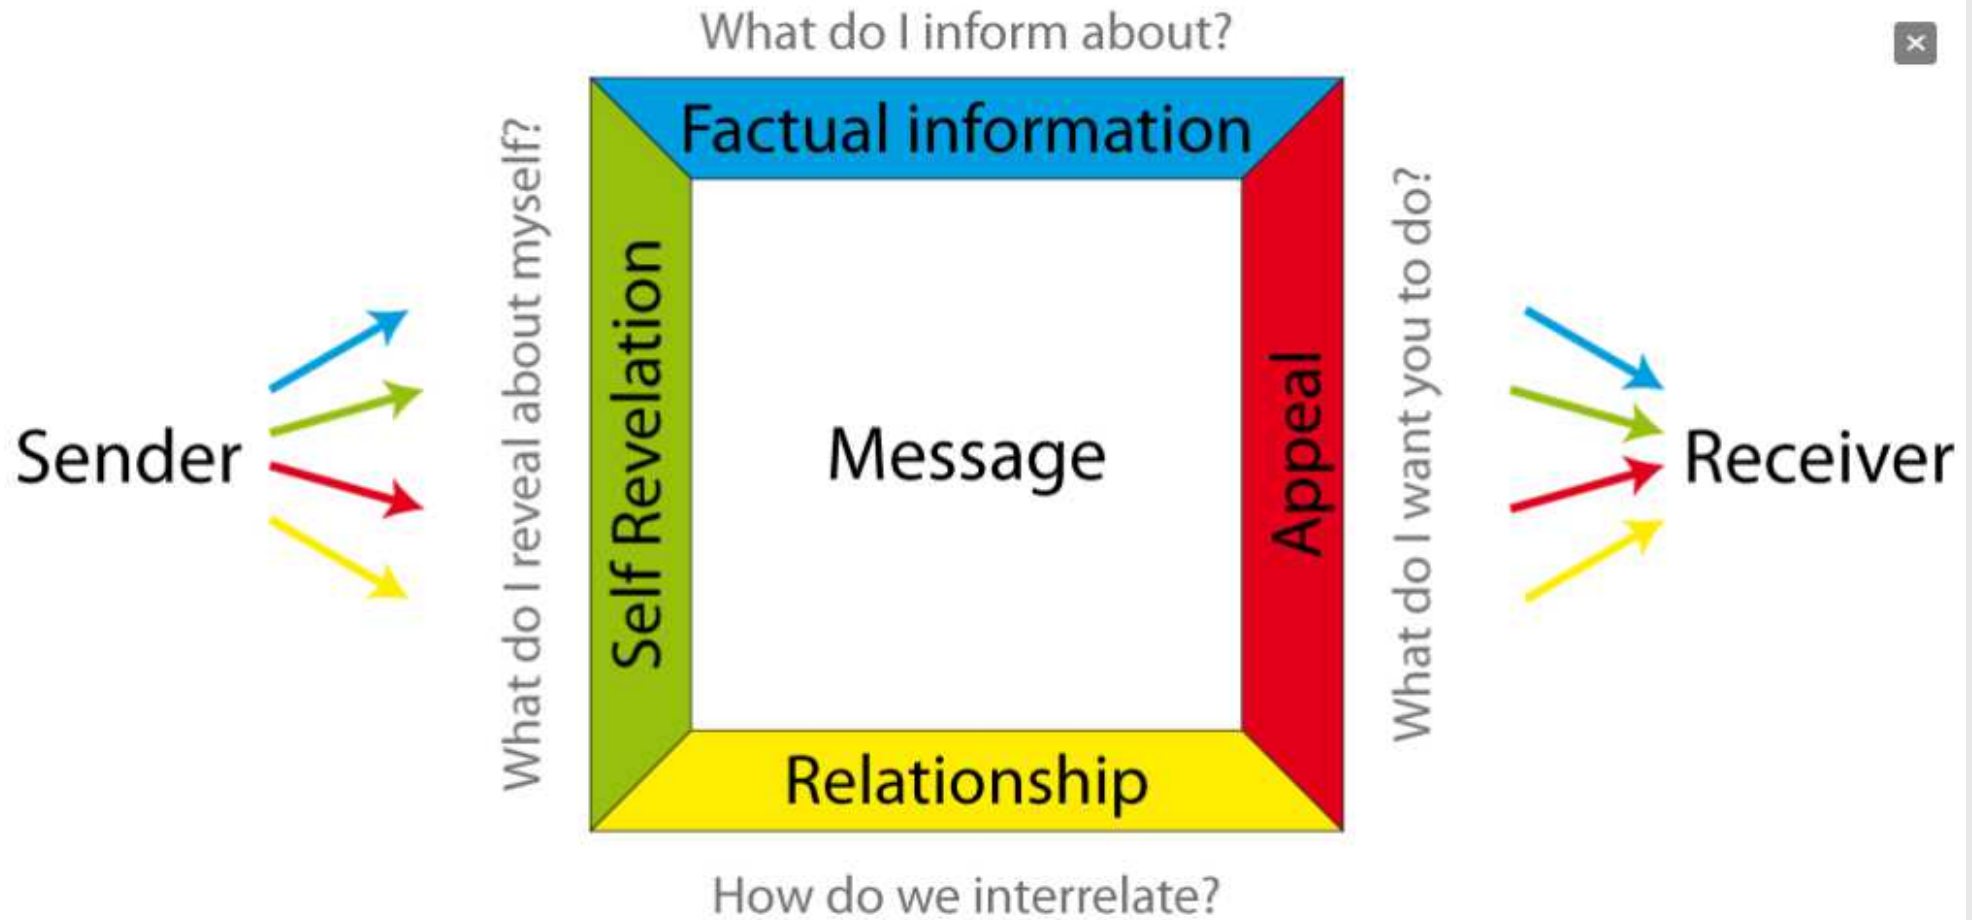 What do I inform about?
Factual information
What do I reveal about myself?
Self Revelation
Sender
Message
Appeal
What do I want you to do?
Receiver
Relationship
How do we interrelate?